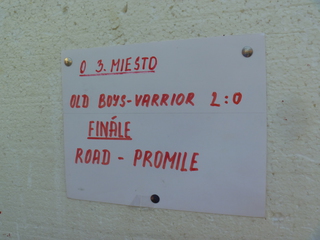 O 3. MIESTO
OLD BOYS-VARRIOR 2:0
FINÁLE
ROAD - PROMILE